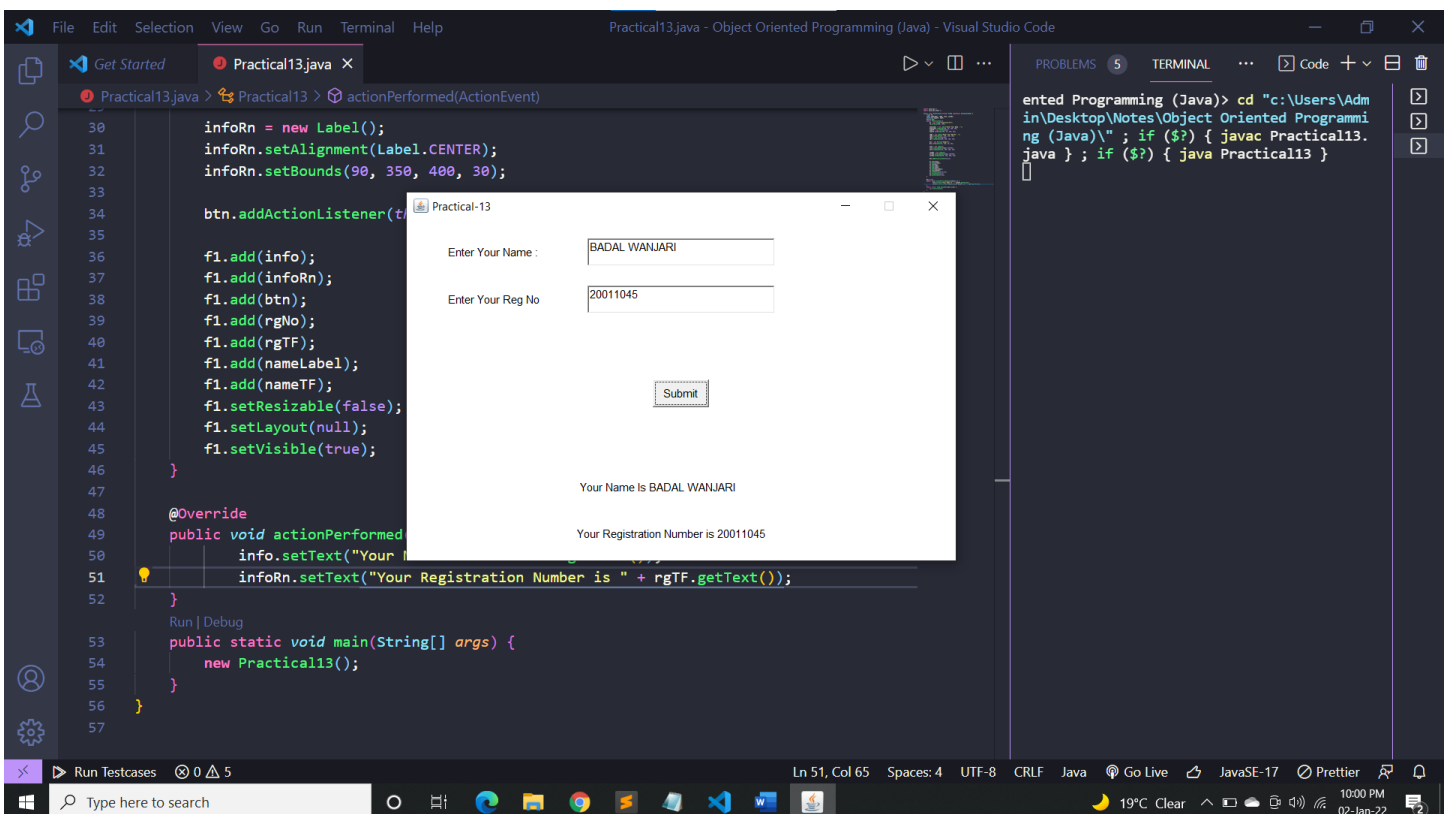 File Edit Selection View Go Run Terminal Help
Practical13.java - Object Oriented Programming (Java) - Visual Studio Code
Get Started
Practical13.java
Practical13.java > Practical13 > actionPerformed(ActionEvent)
30 infoRn = new Label();
31 infoRn.setAlignment(Label.CENTER);
32 infoRn.setBounds(90, 350, 400, 30);
33
34 btn.addActionListener(
35
36 f1.add(info);
37 f1.add(infoRn);
38 f1.add(btn);
39 f1.add(rgNo);
40 f1.add(rgTF);
41 f1.add(nameLabel);
42 f1.add(nameTF);
43 f1.setResizable(false);
44 f1.setLayout(null);
45 f1.setVisible(true);
46 }
47
48 @Override
49 public void actionPerformed
50 info.setText("Your
51 infoRn.setText("Your Registration Number is " + rgTF.getText());
52 }
Run | Debug
53 public static void main(String[] args) {
54 new Practical13();
55 }
56 }
57
Practical-13
Enter Your Name :
BADAL WANJARI
Enter Your Reg No
20011045
Submit
Your Name Is BADAL WANJARI
Your Registration Number is 20011045
PROBLEMS 5 TERMINAL ··· Code
ented Programming (Java)> cd "c:\Users\Adm
in\Desktop\Notes\Object Oriented Programmi
ng (Java)\" ; if ($?) { javac Practical13.
java } ; if ($?) { java Practical13 }
Run Testcases 0 5
Ln 51, Col 65 Spaces: 4 UTF-8 CRLF Java Go Live JavaSE-17 Prettier
Type here to search
19°C Clear
10:00 PM
02-Jan-22
2